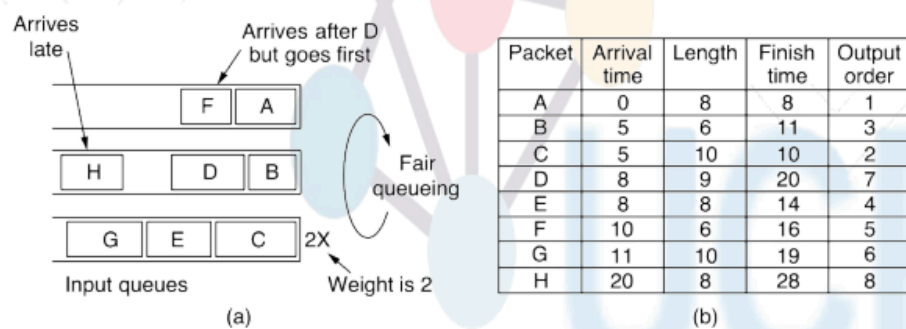 Arrives
late
Arrives after D
but goes first
F A
H D B
G E C 2X
Fair
queueing
Input queues
Weight is 2
(a)
Packet Arrival time Length Finish time Output order
A 0 8 8 1
B 5 6 11 3
C 5 10 10 2
D 8 9 20 7
E 8 8 14 4
F 10 6 16 5
G 11 10 19 6
H 20 8 28 8
(b)
UC